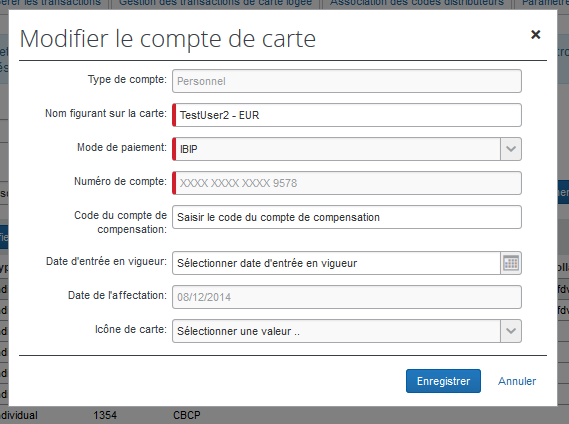 érer les transactions
Gestion des transactions de carte logée
Association des codes distributeurs
Paramètre
Modifier le compte de carte
Type de compte:
Personnel
Nom figurant sur la carte:
TestUser2 - EUR
Mode de paiement:
IBIP
Numéro de compte:
XXXX XXXX XXXX 9578
Code du compte de
compensation:
Saisir le code du compte de compensation
Date d'entrée en vigueur:
Sélectionner date d'entrée en vigueur
Date de l'affectation:
08/12/2014
Icône de carte:
Sélectionner une valeur ..
Enregistrer
Annuler
dividual
1354
CBCP